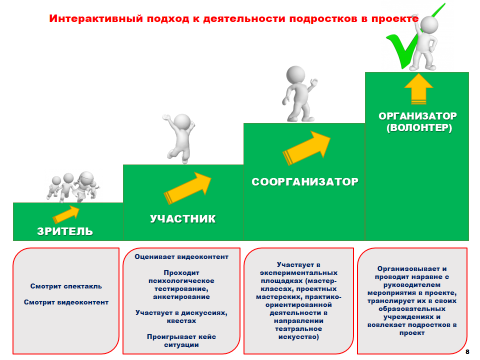 Интерактивный подход к деятельности подростков в проекте
ОРГАНИЗАТОР
(ВОЛОНТЕР)
СООРГАНИЗАТОР
УЧАСТНИК
ЗРИТЕЛЬ
Смотрит спектакль
Смотрит видеоконтент
Оценивает видеоконтент
Проходит
психологическое
тестирование,
анкетирование
Участвует в дискуссиях,
квестах
Проигрывает кейс
ситуации
Участвует в
экспериментальных
площадках (мастер-
классах, проектных
мастерских, практико-
ориентированной
деятельности в
направлении
театральное
искусство)
Организовывает и
проводит наравне с
руководителем
мероприятия в проекте,
транслирует их в своих
образовательных
учреждениях и
вовлекает подростков в
проект
8